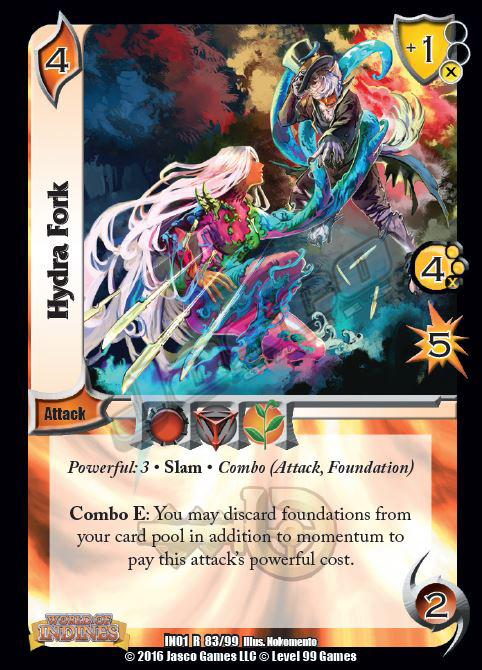 4
+1
X
Hydra Fork
4
X
5
Attack
Powerful: 3 • Slam • Combo (Attack, Foundation)
Combo E: You may discard foundations from
your card pool in addition to momentum to
pay this attack's powerful cost.
2
WORLD OF
INDINES
IN01 R 83/99 Illus. Nokomento
© 2016 Jasco Games LLC © Level 99 Games